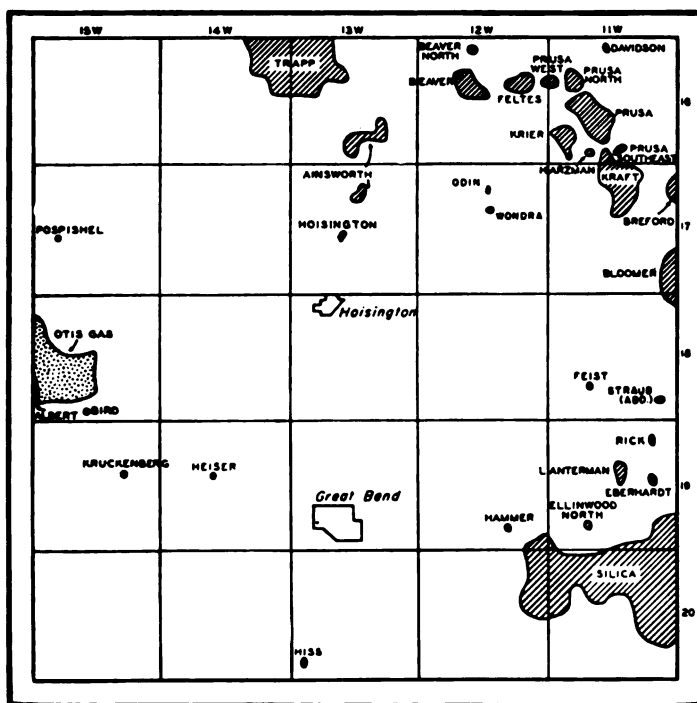 15W 14W 13W 12W 11W
BEAVER
NORTH
DAVIDSON
PRUSA
WEST
PRUSA
NORTH
TRAPP
BEAVER
FELTES
16
PRUSA
KRIER
PRUSA
SOUTHEAST
HARZMAN
AINSWORTH
KRAFT
ODIN
WONDRA
BREFORD
HOISINGTON
17
POSPISHEL
BLOOMER
Hoisington
OTIS GAS
18
FEIST
STRAUB
(ABD.)
ALBERT
BIRD
RICK
KRUCKENBERG
HEISER
LANTERMAN
19
EBERHARDT
Great Bend
ELLINWOOD
NORTH
HAMMER
SILICA
20
HISS